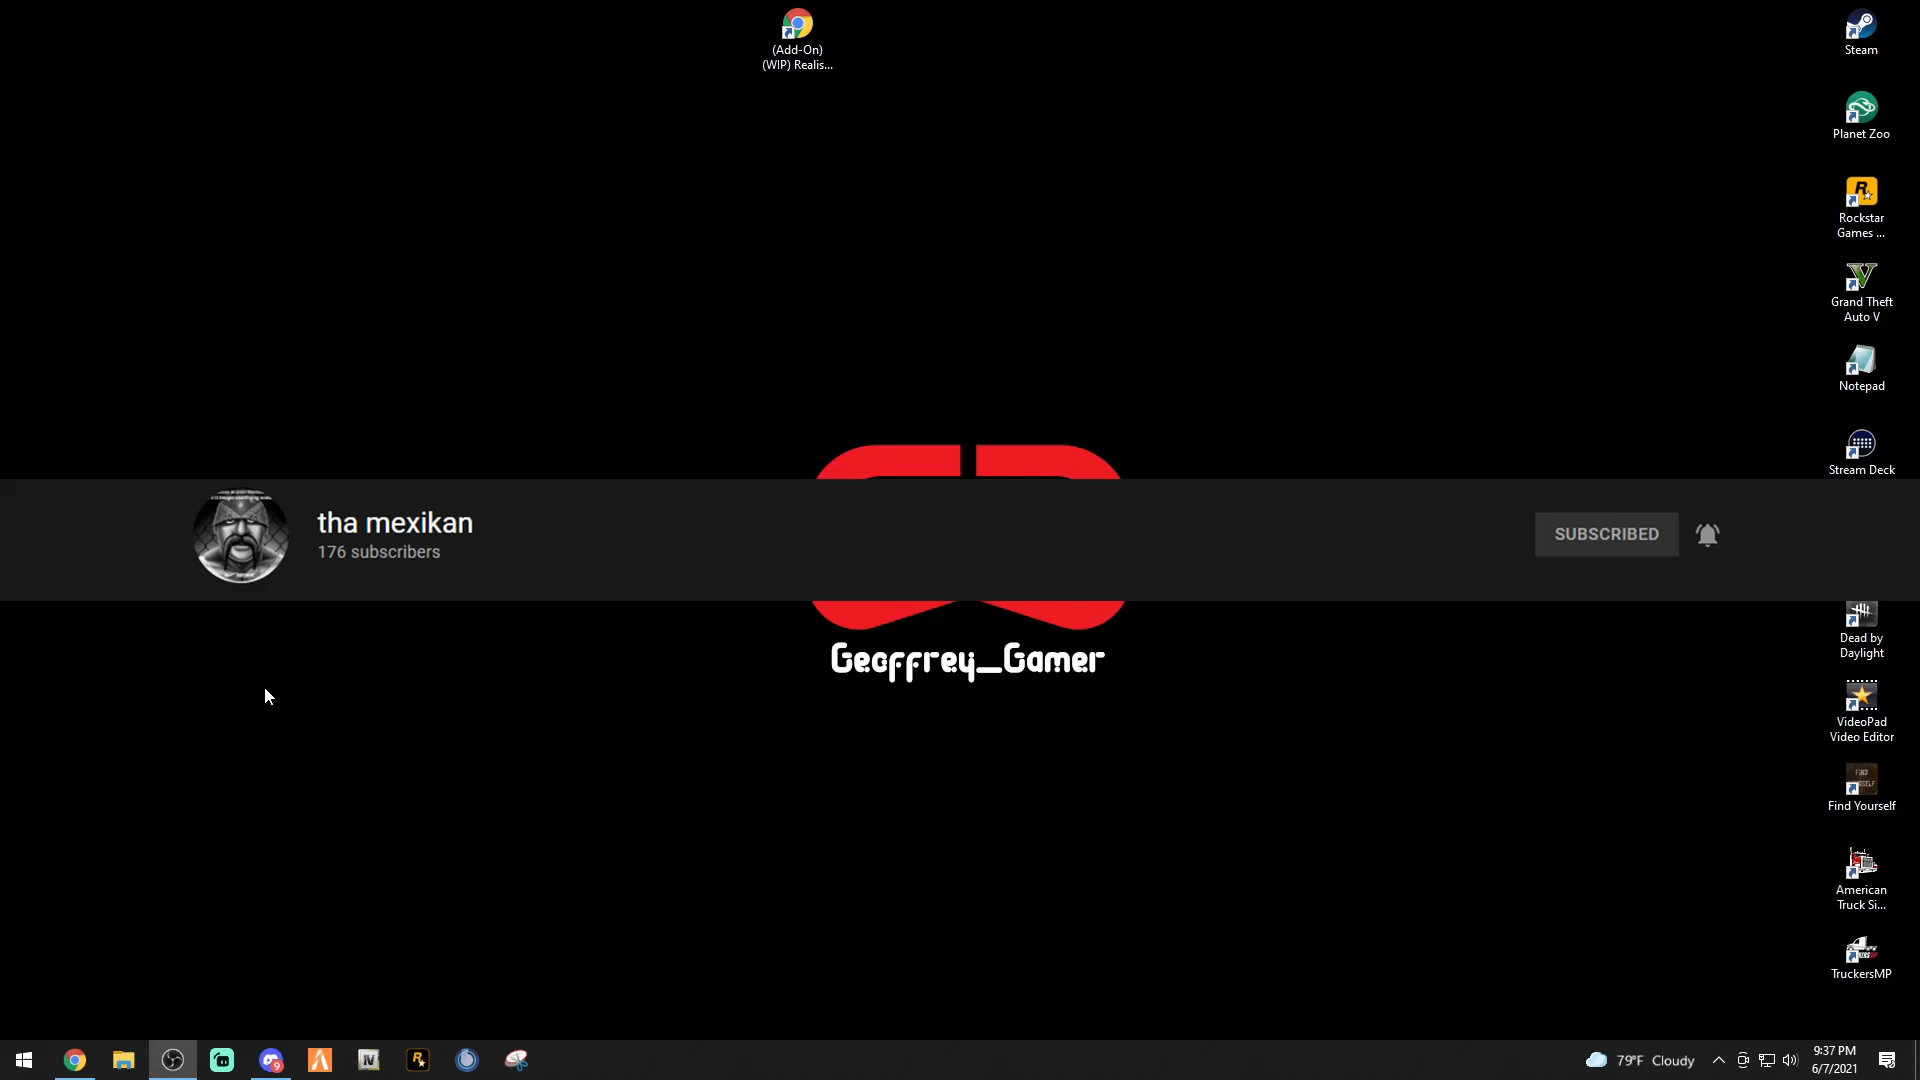 (Add-On)
(WIP) Realis...
Steam
Planet Zoo
Rockstar
Games ...
Grand Theft
Auto V
Notepad
Stream Deck
tha mexikan
176 subscribers
SUBSCRIBED
Geoffrey_Gamer
Dead by
Daylight
VideoPad
Video Editor
Find Yourself
American
Truck Si...
TruckersMP
79°F Cloudy
9:37 PM
6/7/2021